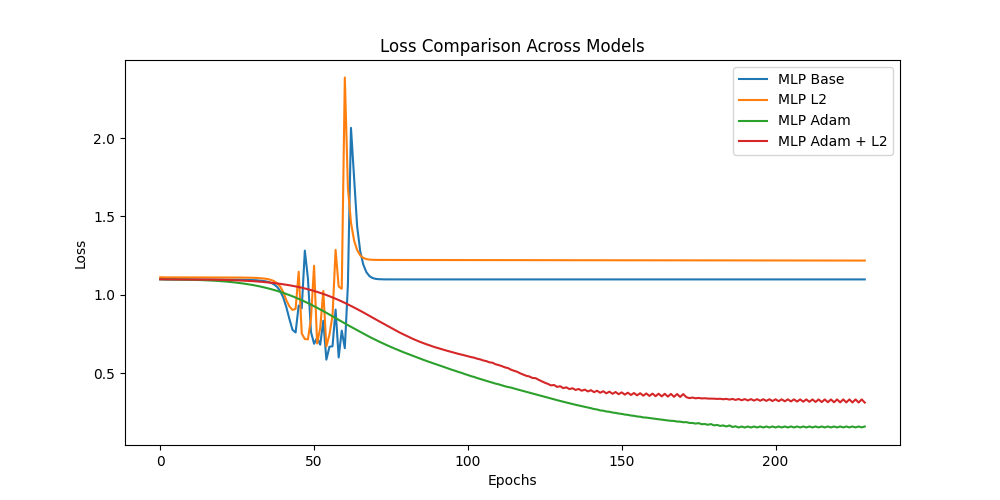 Loss Comparison Across Models
MLP Base
MLP L2
MLP Adam
MLP Adam + L2
Loss
2.0
1.5
1.0
0.5
0 50 100 150 200
Epochs